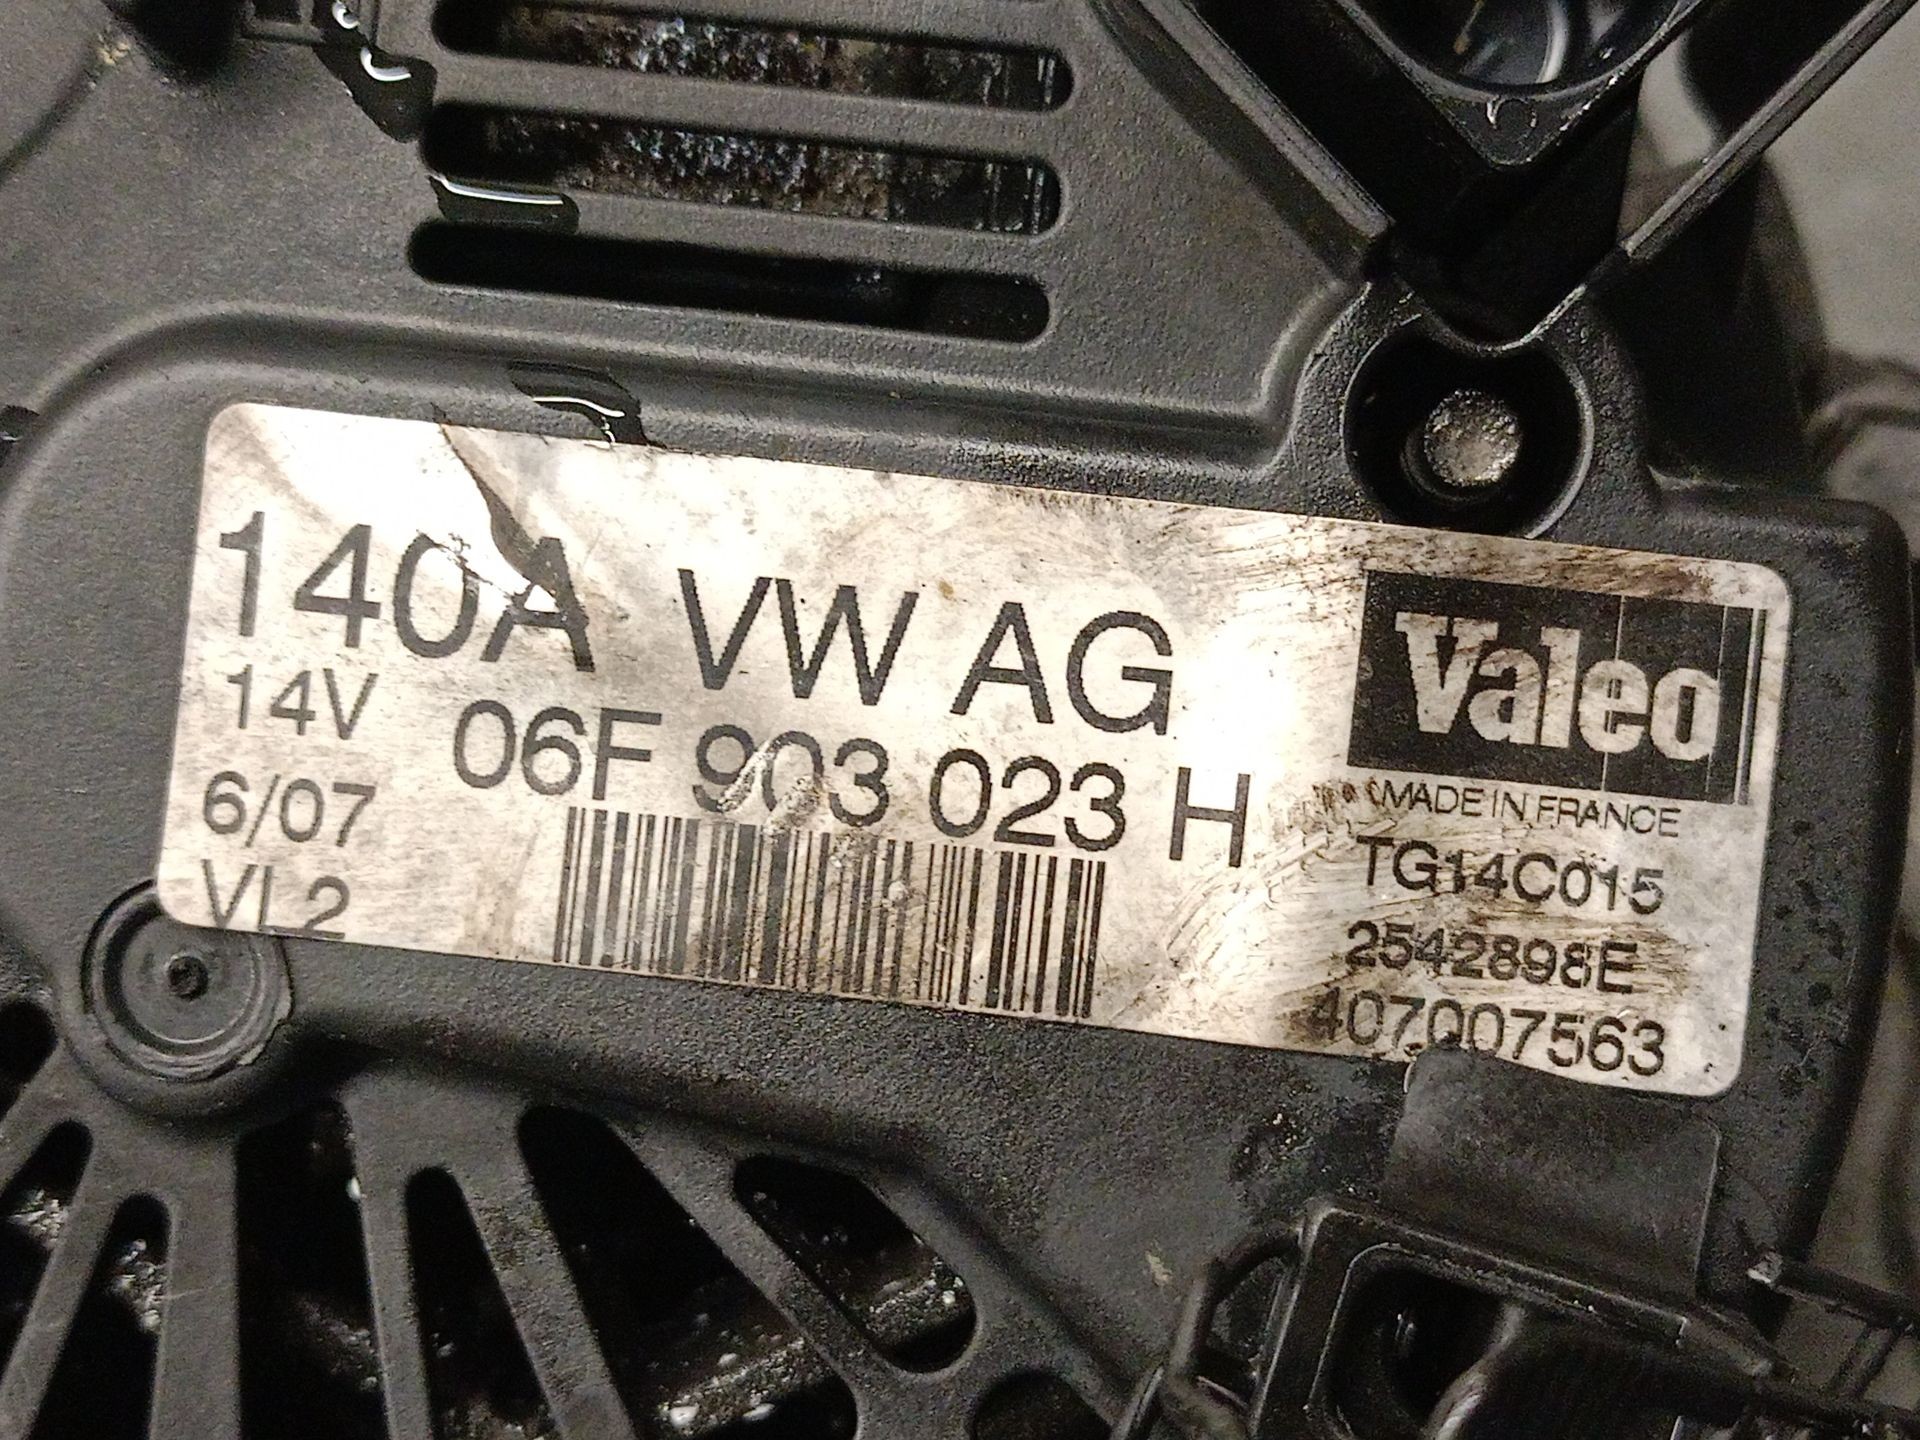 140A VW AG
14V 06F 903 023 H
6/07
VL2
Valeo
MADE IN FRANCE
TG14C015
2542898E
407007563